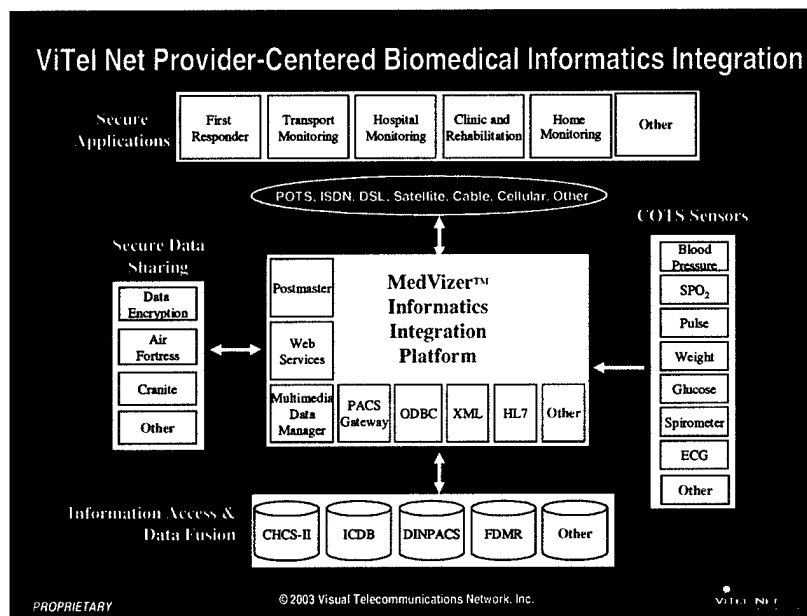 ViTel Net Provider-Centered Biomedical Informatics Integration
Secure
Applications
First
Responder
Transport
Monitoring
Hospital
Monitoring
Clinic and
Rehabilitation
Home
Monitoring
Other
POTS, ISDN, DSL, Satellite, Cable, Cellular, Other
Secure Data
Sharing
Data
Encryption
Air
Fortress
Cranite
Other
Postmaster
Web
Services
Multimedia
Data
Manager
MedVizer™
Informatics
Integration
Platform
PACS
Gateway
ODBC
XML
HL7
Other
COTS Sensors
Blood
Pressure
SPO₂
Pulse
Weight
Glucose
Spirometer
ECG
Other
Information Access &
Data Fusion
CHCS-II
ICDB
DINPACS
FDMR
Other
PROPRIETARY
© 2003 Visual Telecommunications Network, Inc.
ViTel Net